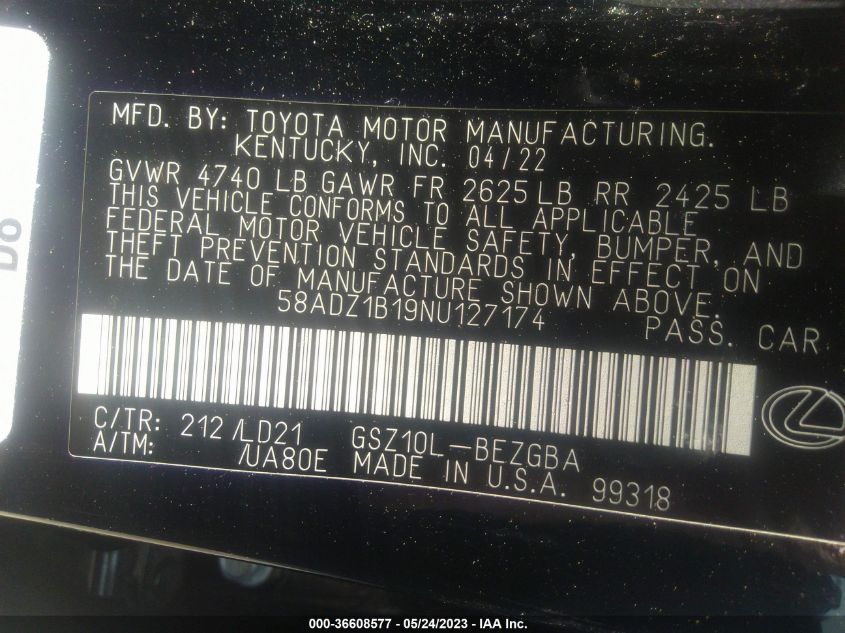 Do
MFD. BY: TOYOTA MOTOR MANUFACTURING.
KENTUCKY, INC. 04/22
GVWR 4740 LB GAWR FR 2625 LB RR 2425 LB
THIS VEHICLE CONFORMS TO ALL APPLICABLE
FEDERAL MOTOR VEHICLE SAFETY, BUMPER, AND
THEFT PREVENTION STANDARDS IN EFFECT ON
THE DATE OF MANUFACTURE SHOWN ABOVE.
58ADZ1B19NU127174 PASS. CAR
C/TR: 212 /LD21 GSZ10L-BEZGBA
A/TM: /UA80E MADE IN U.S.A. 99318
000-36608577 - 05/24/2023 - IAA Inc.